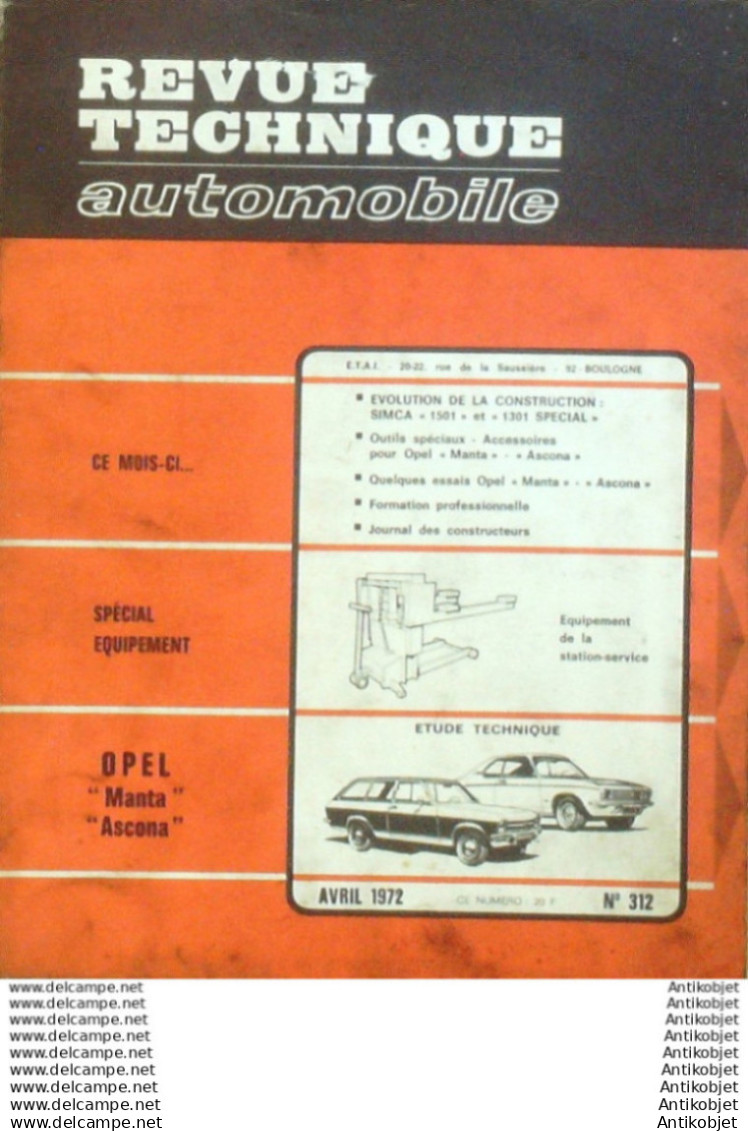 REVUE
TECHNIQUE
automobile
E.T.A.I. - 20-22, rue de la Saussière - 92 - BOULOGNE
CE MOIS-CI...
▪ EVOLUTION DE LA CONSTRUCTION :
SIMCA « 1501 » et « 1301 SPECIAL »
▪ Outils spéciaux - Accessoires
pour Opel « Manta » - « Ascona »
▪ Quelques essais Opel « Manta » - « Ascona »
▪ Formation professionnelle
▪ Journal des constructeurs
SPÉCIAL
EQUIPEMENT
Equipement
de la
station-service
OPEL
"Manta"
"Ascona"
ETUDE TECHNIQUE
AVRIL 1972
CE NUMERO : 20 F
N° 312
www.delcampe.net Antikobjet
www.delcampe.net Antikobjet
www.delcampe.net Antikobjet
www.delcampe.net Antikobjet
www.delcampe.net Antikobjet
www.delcampe.net Antikobjet
www.delcampe.net Antikobjet
www.delcampe.net Antikobjet
www.delcampe.net Antikobjet